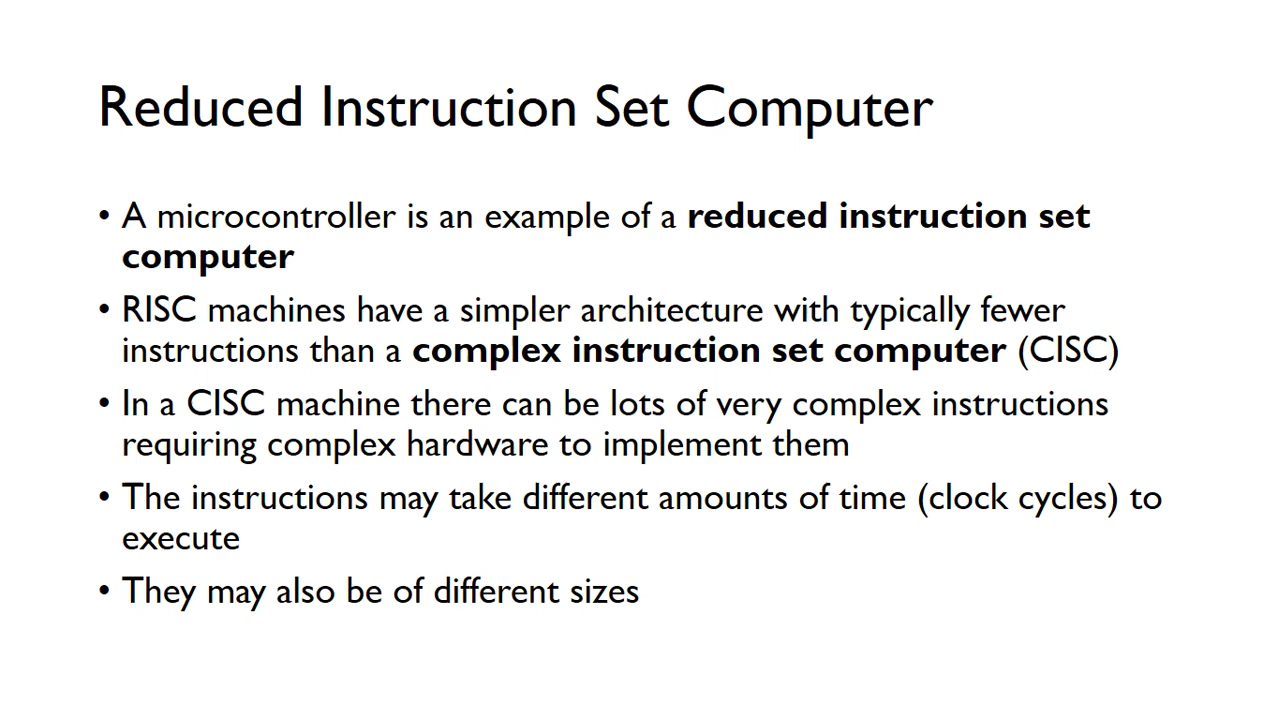 Reduced Instruction Set Computer
• A microcontroller is an example of a reduced instruction set
computer
• RISC machines have a simpler architecture with typically fewer
instructions than a complex instruction set computer (CISC)
• In a CISC machine there can be lots of very complex instructions
requiring complex hardware to implement them
• The instructions may take different amounts of time (clock cycles) to
execute
• They may also be of different sizes